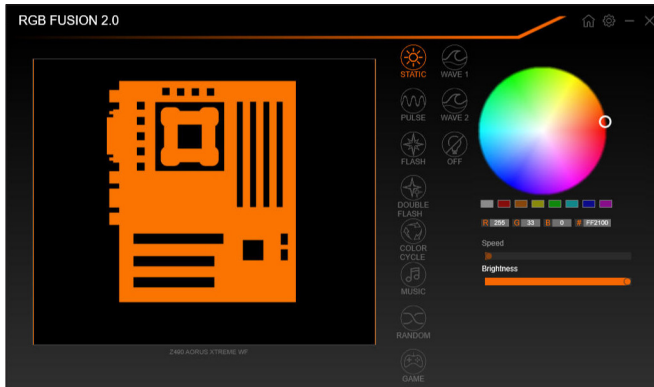 RGB FUSION 2.0
STATIC
WAVE 1
PULSE
WAVE 2
FLASH
OFF
DOUBLE
FLASH
COLOR
CYCLE
MUSIC
RANDOM
GAME
R 255 G 33 B 0 # FF2100
Speed
Brightness
Z490 AORUS XTREME WF